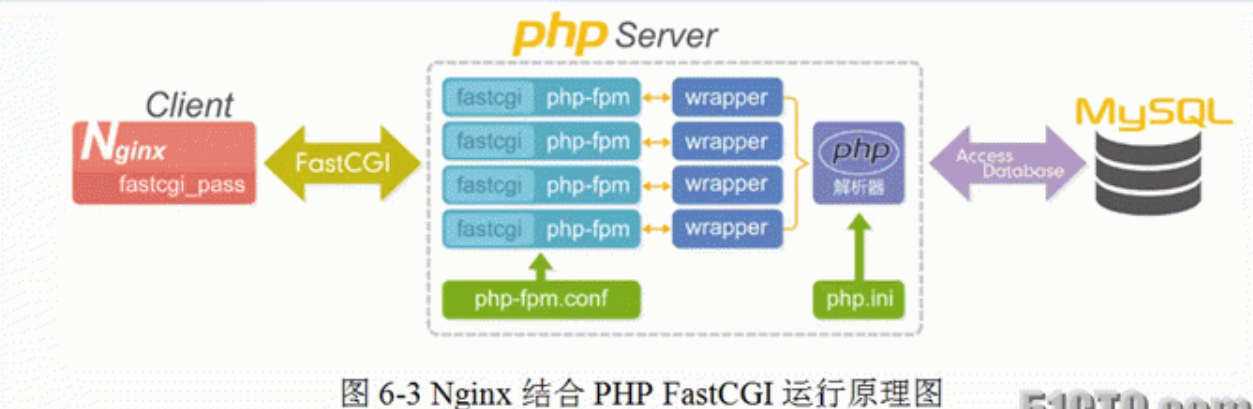 php Server
Client
Nginx
fastcgi_pass
FastCGI
fastcgi php-fpm wrapper
fastcgi php-fpm wrapper
fastcgi php-fpm wrapper
fastcgi php-fpm wrapper
php-fpm.conf
php
解析器
php.ini
Access
Database
MySQL
图 6-3 Nginx 结合 PHP FastCGI 运行原理图
51CTO.com